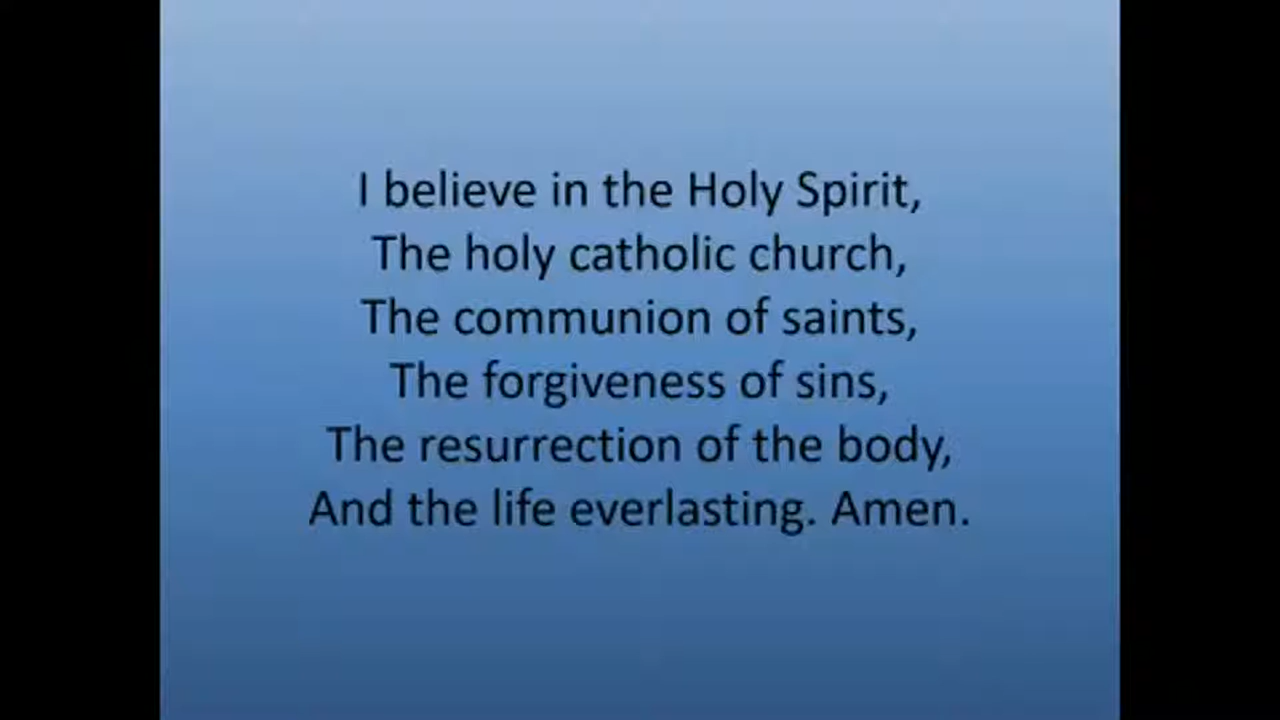 I believe in the Holy Spirit,
The holy catholic church,
The communion of saints,
The forgiveness of sins,
The resurrection of the body,
And the life everlasting. Amen.